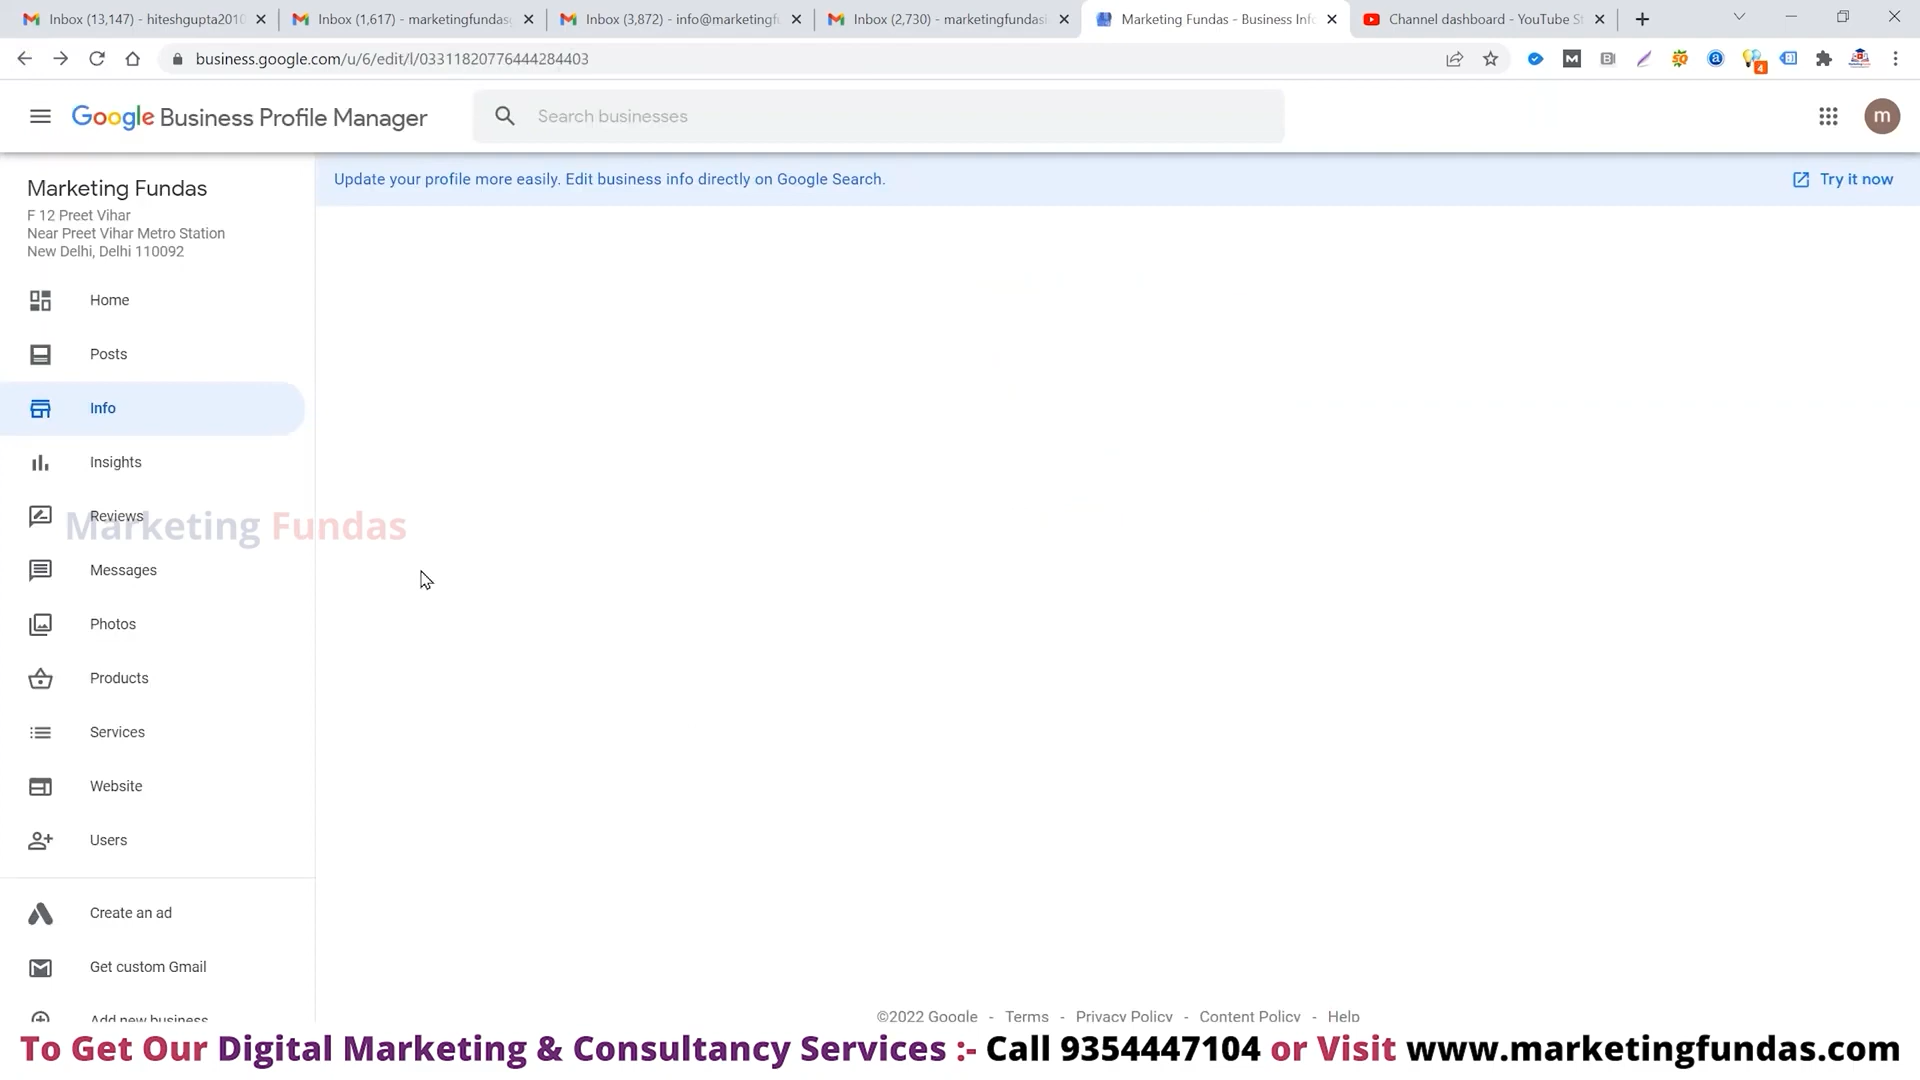 Inbox (13,147) - hiteshgupta2010
Inbox (1,617) - marketingfundas
Inbox (3,872) - info@marketingf
Inbox (2,730) - marketingfundas
Marketing Fundas - Business Inf
Channel dashboard - YouTube St
business.google.com/u/6/edit/l/03311820776444284403
4
Google Business Profile Manager
Search businesses
m
Marketing Fundas
F 12 Preet Vihar
Near Preet Vihar Metro Station
New Delhi, Delhi 110092
Update your profile more easily. Edit business info directly on Google Search.
Try it now
Home
Posts
Info
Insights
Reviews
Marketing Fundas
Messages
Photos
Products
Services
Website
Users
Create an ad
Get custom Gmail
Add new business
©2022 Google - Terms - Privacy Policy - Content Policy - Help
To Get Our Digital Marketing & Consultancy Services :- Call 9354447104 or Visit www.marketingfundas.com